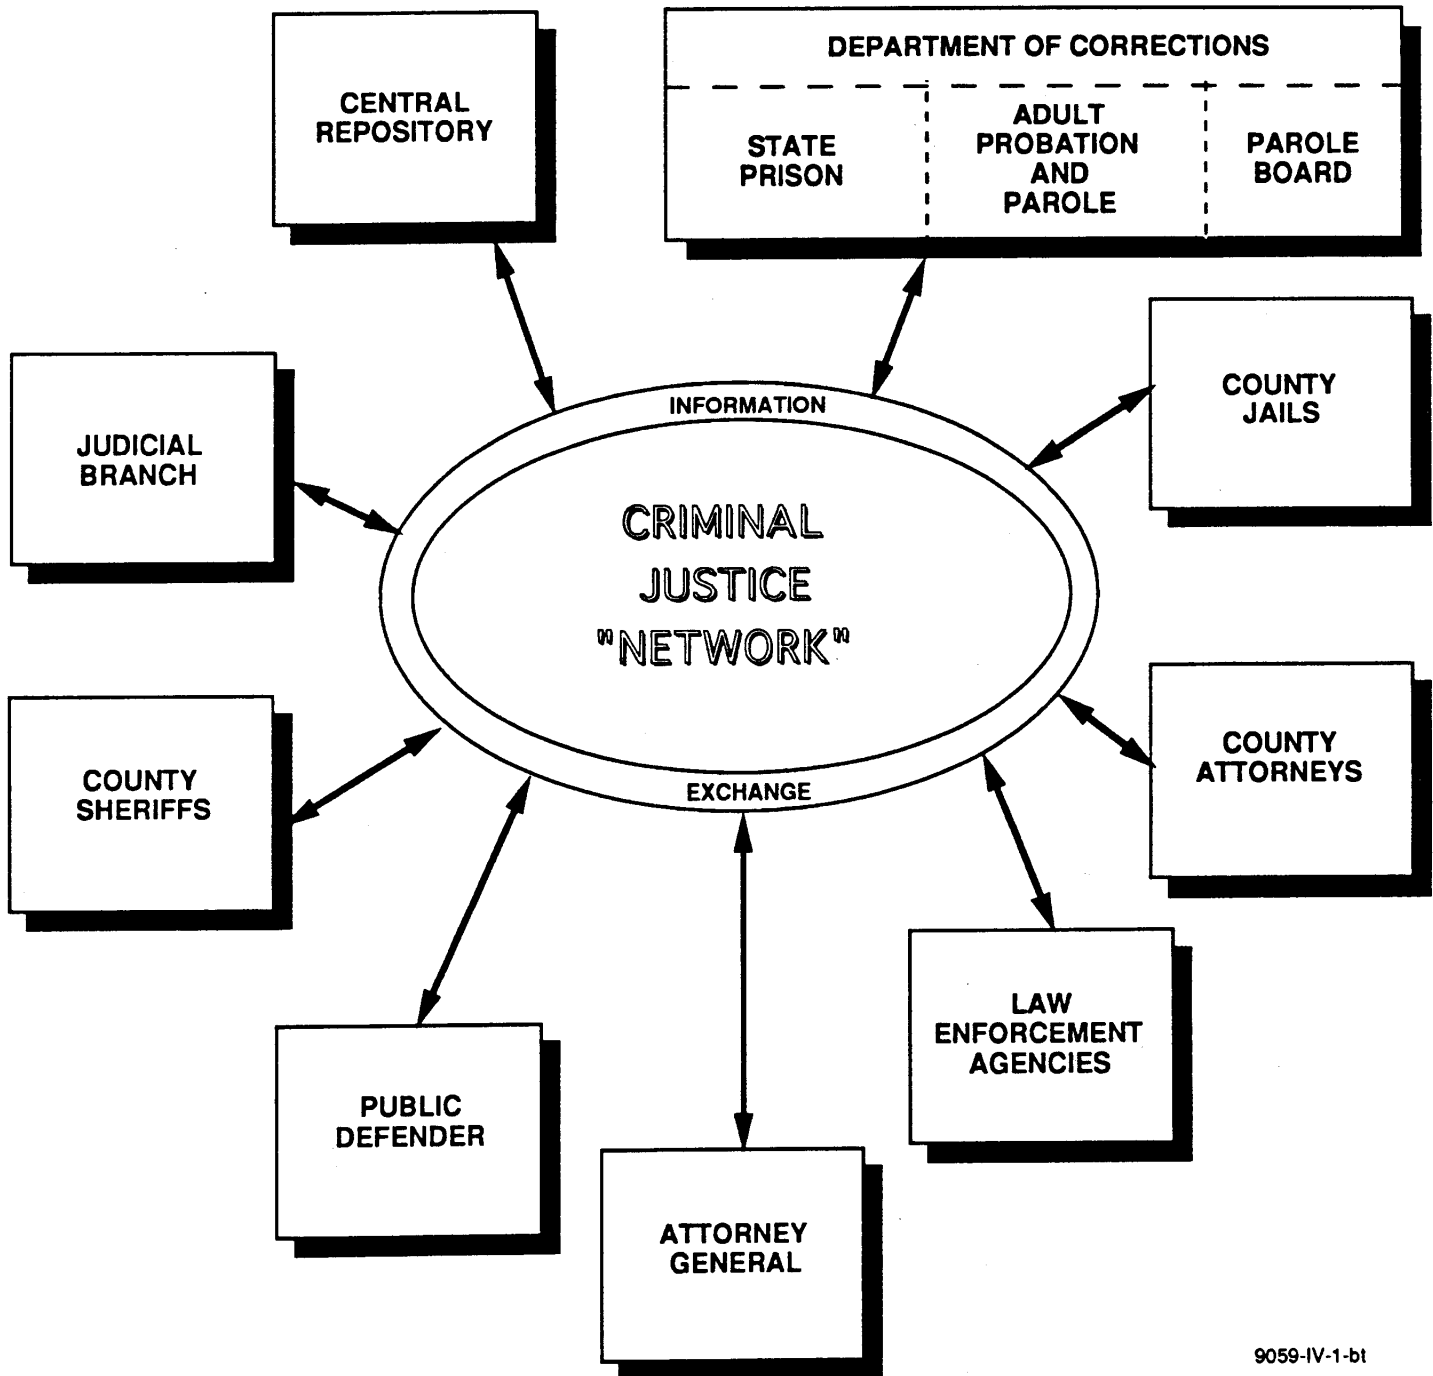 DEPARTMENT OF CORRECTIONS
CENTRAL
REPOSITORY
STATE
PRISON
ADULT
PROBATION
AND
PAROLE
PAROLE
BOARD
JUDICIAL
BRANCH
INFORMATION
COUNTY
JAILS
CRIMINAL
JUSTICE
"NETWORK"
COUNTY
SHERIFFS
EXCHANGE
COUNTY
ATTORNEYS
PUBLIC
DEFENDER
LAW
ENFORCEMENT
AGENCIES
ATTORNEY
GENERAL
9059-IV-1-bt